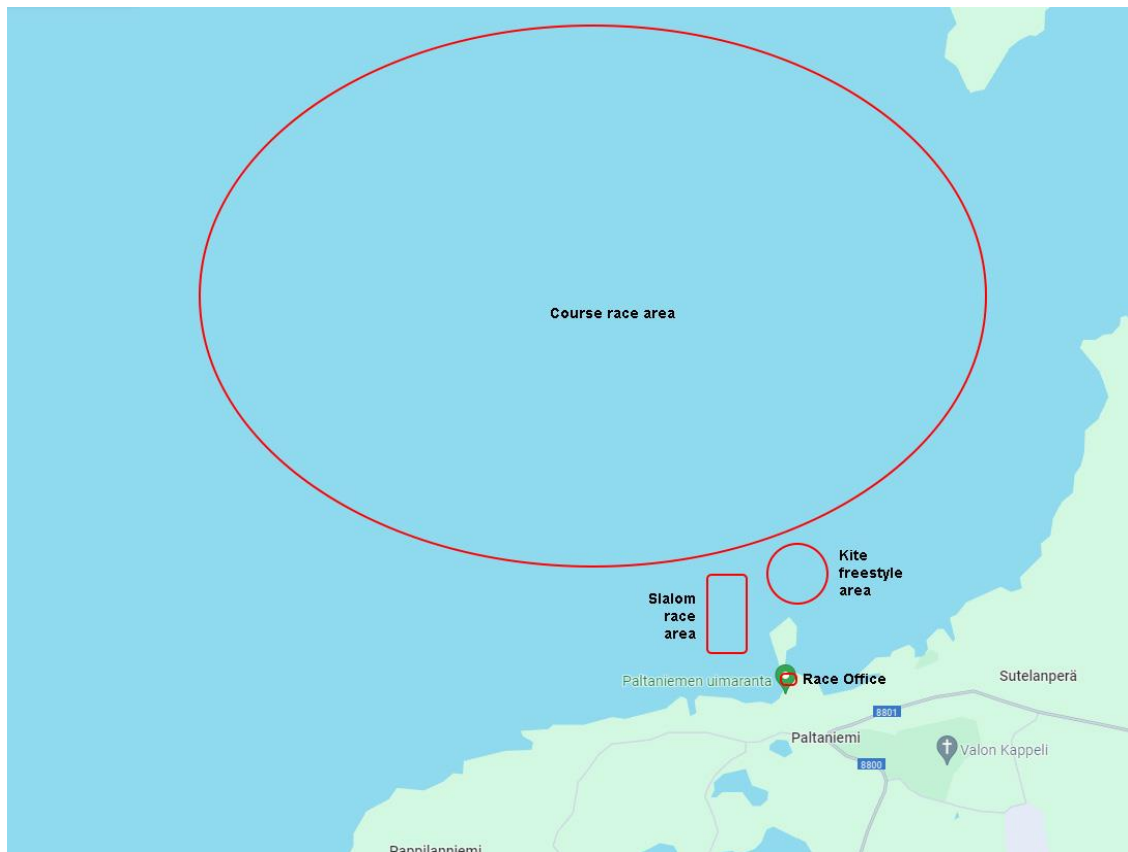 Course race area
Kite
freestyle
area
Slalom
race
area
Paltaniemen uimaranta
Race Office
Sutelanperä
8801
Paltaniemi
Valon Kappeli
8800
Pappilanniemi